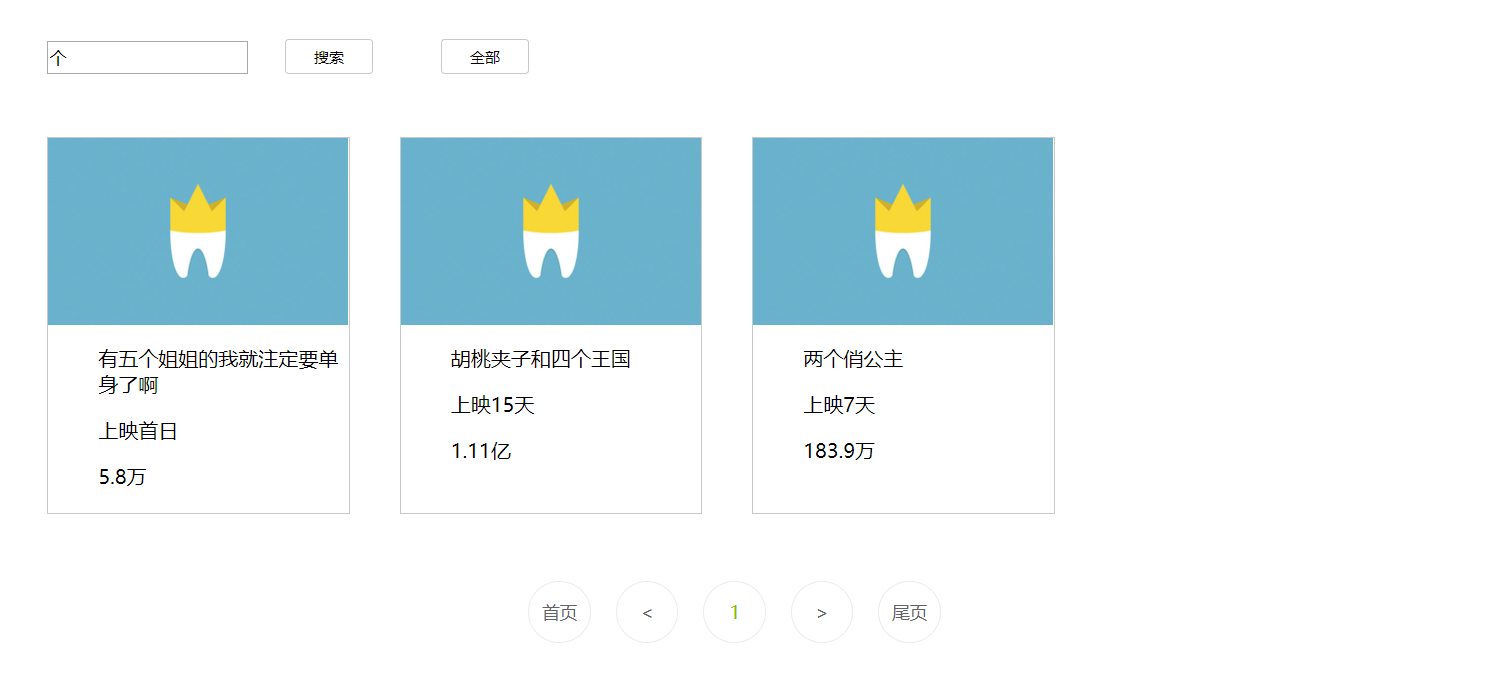 个
搜索
全部
有五个姐姐的我就注定要单
身了啊
上映首日
5.8万
胡桃夹子和四个王国
上映15天
1.11亿
两个俏公主
上映7天
183.9万
首页
<
1
>
尾页